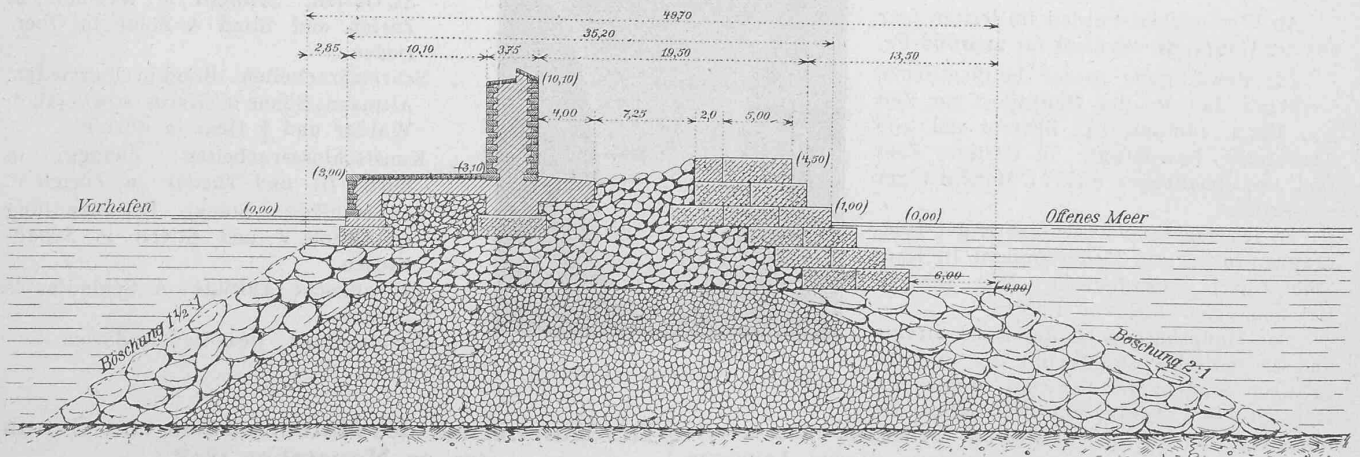 49,70
35,20
2,85 10,10 3,75 19,50 13,50
(10,10)
4,00 7,25 2,0 5,00
(4,50)
(3,00) (3,10)
Vorhafen (0,00) (1,00) (0,00) Offenes Meer
6,00
Böschung 1½:1
Böschung 2:1